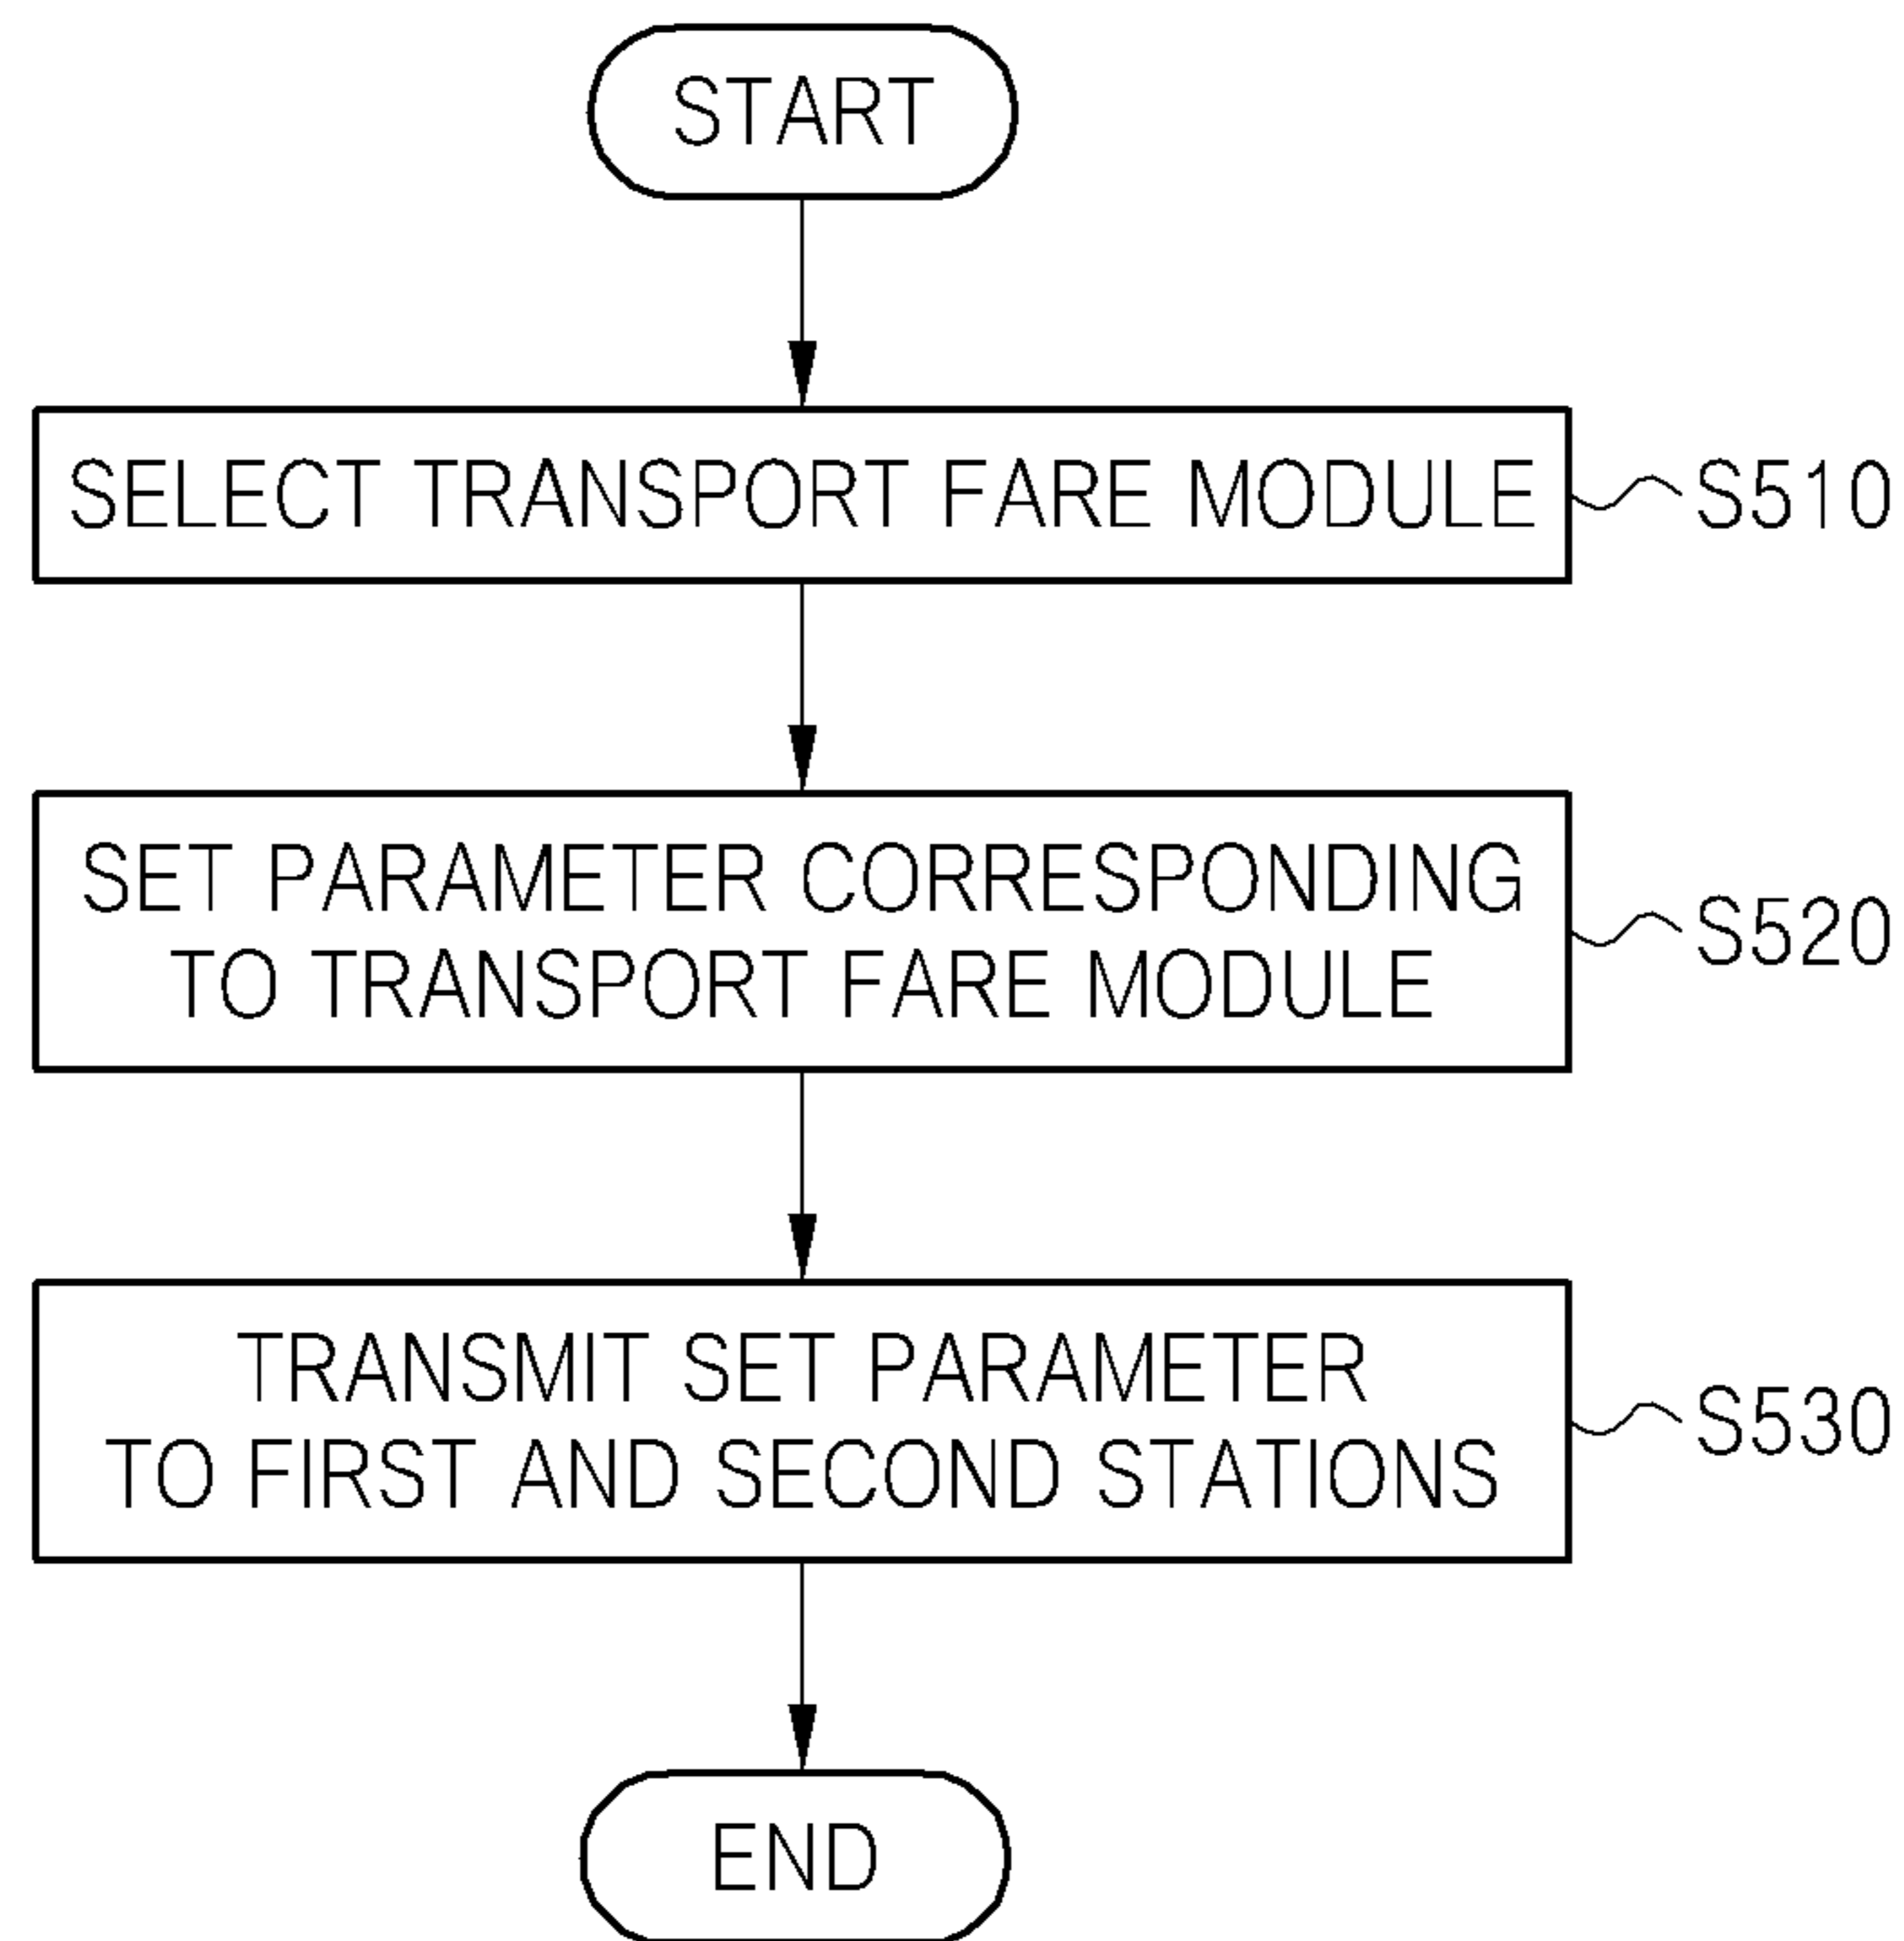 START
SELECT TRANSPORT FARE MODULE
S510
SET PARAMETER CORRESPONDING
TO TRANSPORT FARE MODULE
S520
TRANSMIT SET PARAMETER
TO FIRST AND SECOND STATIONS
S530
END